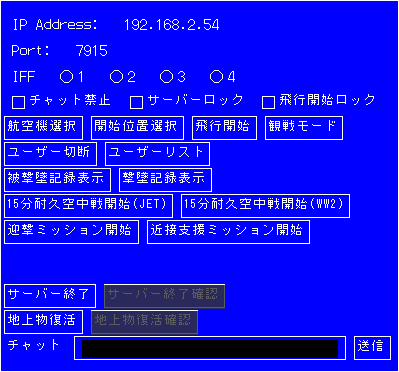 IP Address: 192.168.2.54
Port: 7915
IFF 1 2 3 4
チャット禁止 サーバーロック 飛行開始ロック
航空機選択 開始位置選択 飛行開始 観戦モード
ユーザー切断 ユーザーリスト
被撃墜記録表示 撃墜記録表示
15分耐久空中戦開始(JET) 15分耐久空中戦開始(WW2)
迎撃ミッション開始 近接支援ミッション開始
サーバー終了 サーバー終了確認
地上物復活 地上物復活確認
チャット 送信